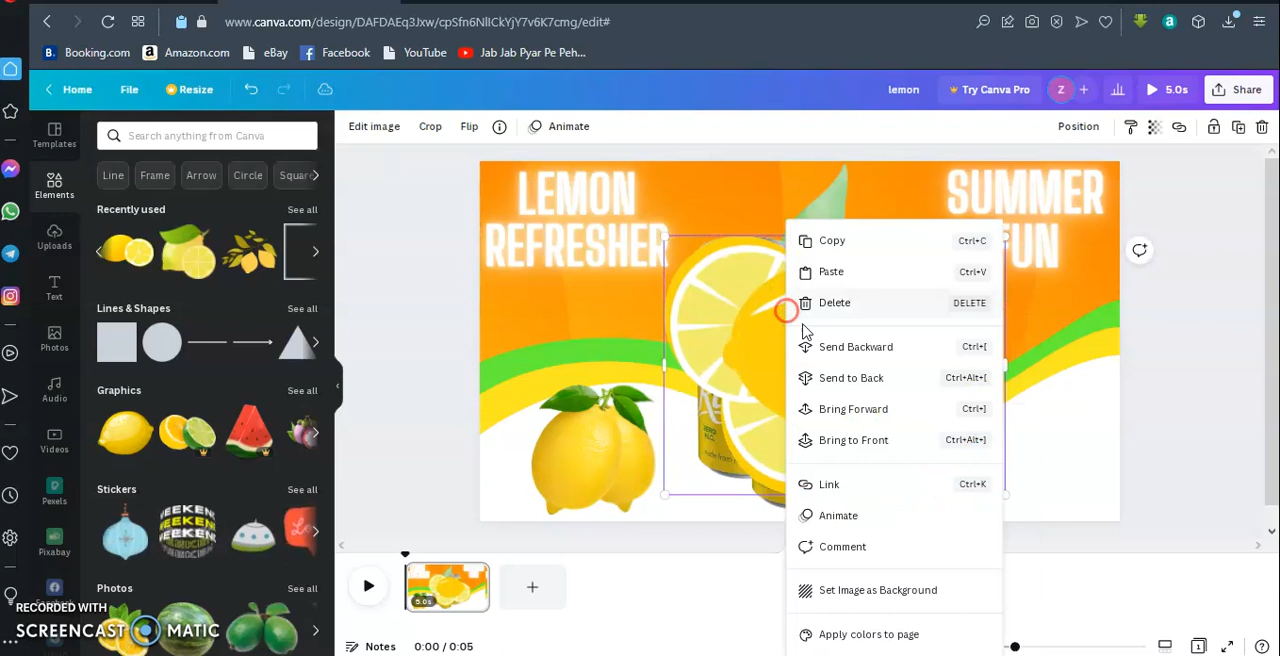 www.canva.com/design/DAFDAEq3Jxw/cpSfn6NlICkYjY7v6K7cmg/edit#
Booking.com Amazon.com eBay Facebook YouTube Jab Jab Pyar Pe Peh...
Home File Resize lemon Try Canva Pro Z 5.0s Share
Search anything from Canva
Edit image Crop Flip Animate Position
Templates
Line Frame Arrow Circle Square
Elements
Recently used See all
Uploads
Text
Lines & Shapes See all
Photos
Audio
Graphics See all
Videos
Stickers See all
Pexels
Pixabay
Photos See all
LEMON
REFRESHER
SUMMER
FUN
ZERO
Copy Ctrl+C
Paste Ctrl+V
Delete DELETE
Send Backward Ctrl+[
Send to Back Ctrl+Alt+[
Bring Forward Ctrl+]
Bring to Front Ctrl+Alt+]
Link Ctrl+K
Animate
Comment
Set Image as Background
Apply colors to page
5.0s
Notes 0:00 / 0:05
1
RECORDED WITH
SCREENCAST MATIC